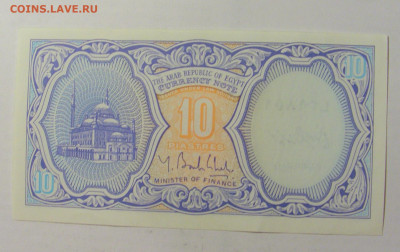 COINS.LAVE.RU
10
THE ARAB REPUBLIC OF EGYPT
CURRENCY NOTE
10
PIASTRES
MINISTER OF FINANCE
10